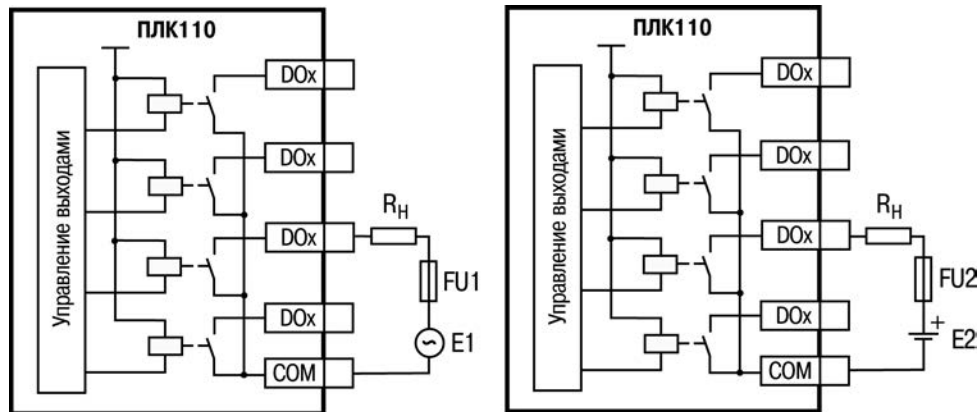 ПЛК110
Управление выходами
DOx
DOx
DOx
DOx
COM
RН
FU1
~
E1
ПЛК110
Управление выходами
DOx
DOx
DOx
DOx
COM
RН
FU2
+
E2